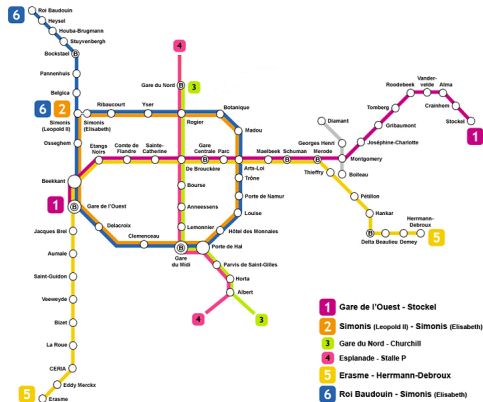 6
Roi Baudouin
Heysel
Houba-Brugmann
Stuyvenbergh
Bockstael
B
Pannenhuis
Belgica
6
2
Simonis
(Leopold II)
Simonis
(Elisabeth)
Osseghem
Ribaucourt
Yser
Rogier
Botanique
Madou
4
Gare du Nord
B
3
Etangs
Noirs
Comte de
Flandre
Sainte-
Catherine
De Brouckère
Gare
Centrale
B
Parc
Arts-Loi
Maelbeek
Schuman
B
Merode
B
Montgomery
Diamant
Georges Henri
Boileau
Joséphine-Charlotte
Gribaumont
Tomberg
Roodebeek
Vander-
velde
Alma
Crainhem
Stockel
1
Thieffry
Pétillon
Hankar
B
Delta
Beaulieu
Demey
Herrmann-
Debroux
5
Beekkant
1
B
Gare de l'Ouest
Delacroix
Clemenceau
Bourse
Anneessens
Lemonnier
B
Gare
du Midi
Trône
Porte de Namur
Louise
Hôtel des Monnaies
Porte de Hal
Parvis de Saint-Gilles
Horta
Albert
4
3
Jacques Brel
Aumale
Saint-Guidon
Veeweyde
Bizet
La Roue
CERIA
Eddy Merckx
5
Erasme
1 Gare de l'Ouest - Stockel
2 Simonis (Leopold II) - Simonis (Elisabeth)
3 Gare du Nord - Churchill
4 Esplanade - Stalle P
5 Erasme - Herrmann-Debroux
6 Roi Baudouin - Simonis (Elisabeth)